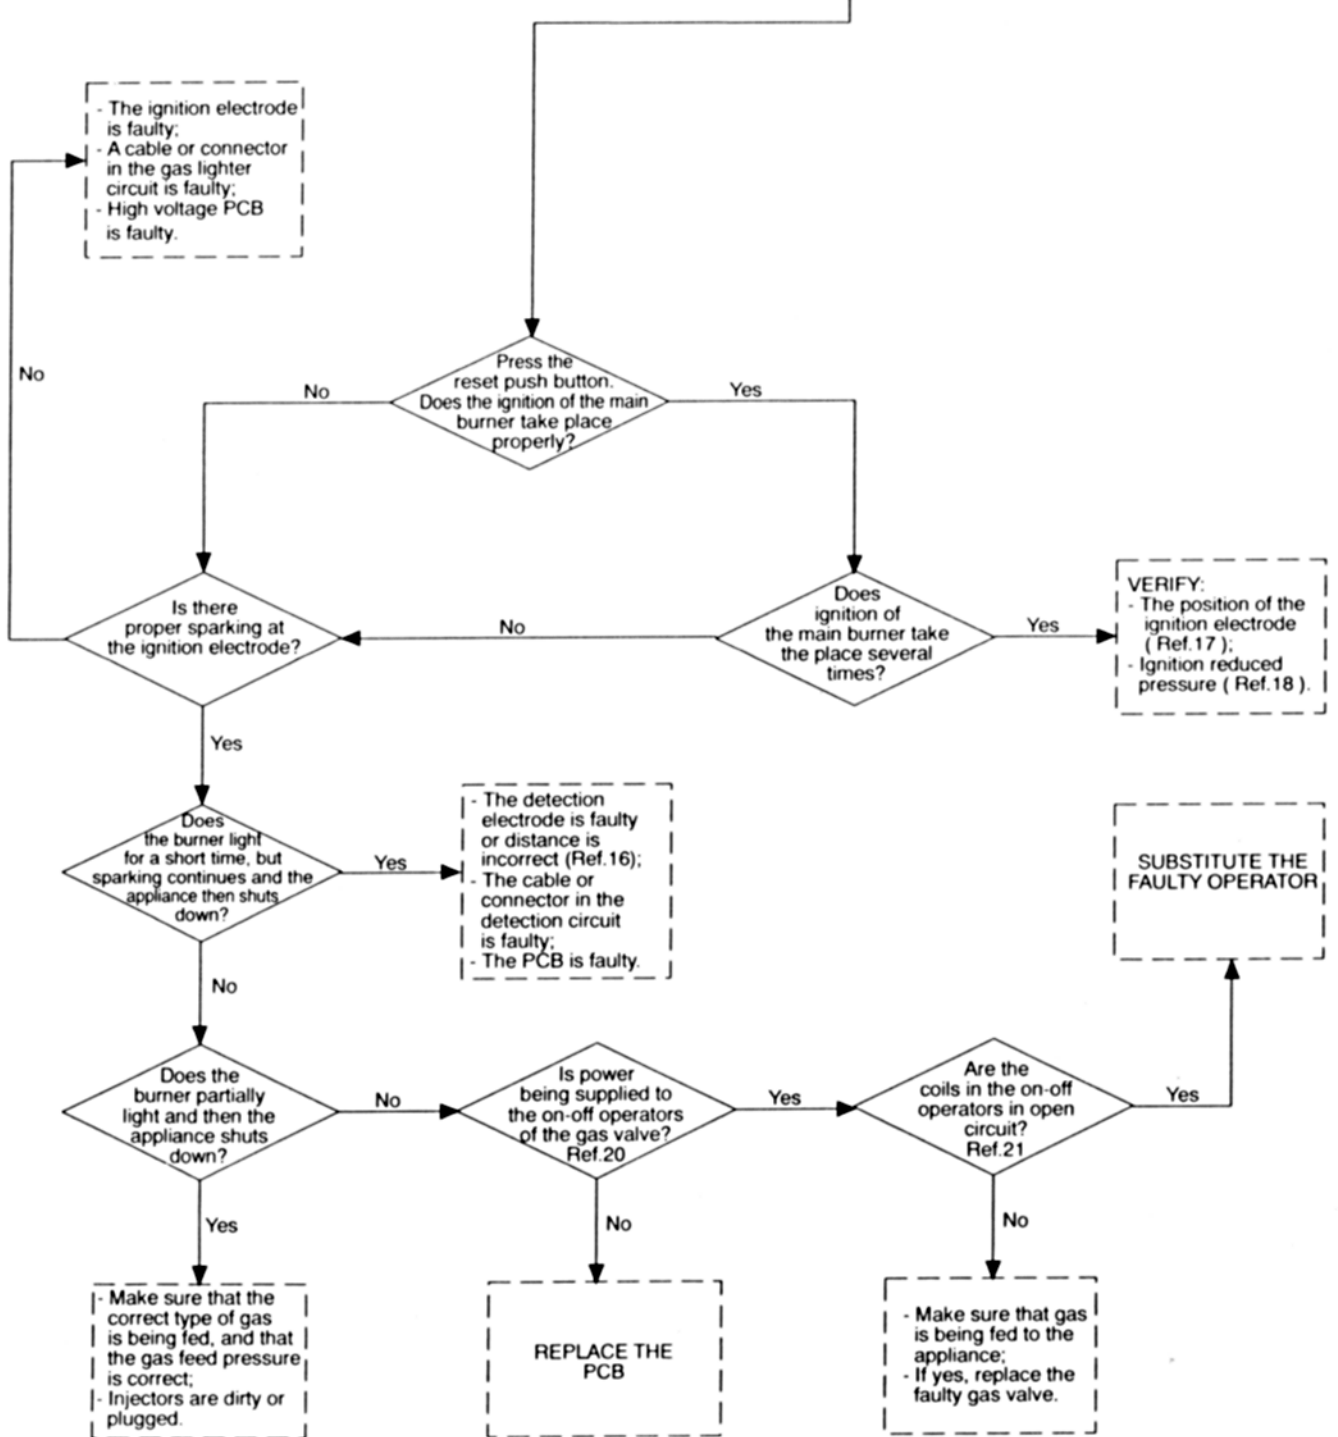 - The ignition electrode
is faulty;
- A cable or connector
in the gas lighter
circuit is faulty;
- High voltage PCB
is faulty.
No
Press the
reset push button.
Does the ignition of the main
burner take place
properly?
No
Yes
Is there
proper sparking at
the ignition electrode?
No
Does
ignition of
the main burner take
the place several
times?
Yes
VERIFY:
- The position of the
ignition electrode
( Ref.17 );
- Ignition reduced
pressure ( Ref.18 ).
Yes
Does
the burner light
for a short time, but
sparking continues and the
appliance then shuts
down?
Yes
- The detection
electrode is faulty
or distance is
incorrect (Ref.16);
- The cable or
connector in the
detection circuit
is faulty;
- The PCB is faulty.
SUBSTITUTE THE
FAULTY OPERATOR
No
Does the
burner partially
light and then the
appliance shuts
down?
No
Is power
being supplied to
the on-off operators
of the gas valve?
Ref.20
Yes
Are the
coils in the on-off
operators in open
circuit?
Ref.21
Yes
Yes
No
No
- Make sure that the
correct type of gas
is being fed, and that
the gas feed pressure
is correct;
- Injectors are dirty or
plugged.
REPLACE THE
PCB
- Make sure that gas
is being fed to the
appliance;
- If yes, replace the
faulty gas valve.